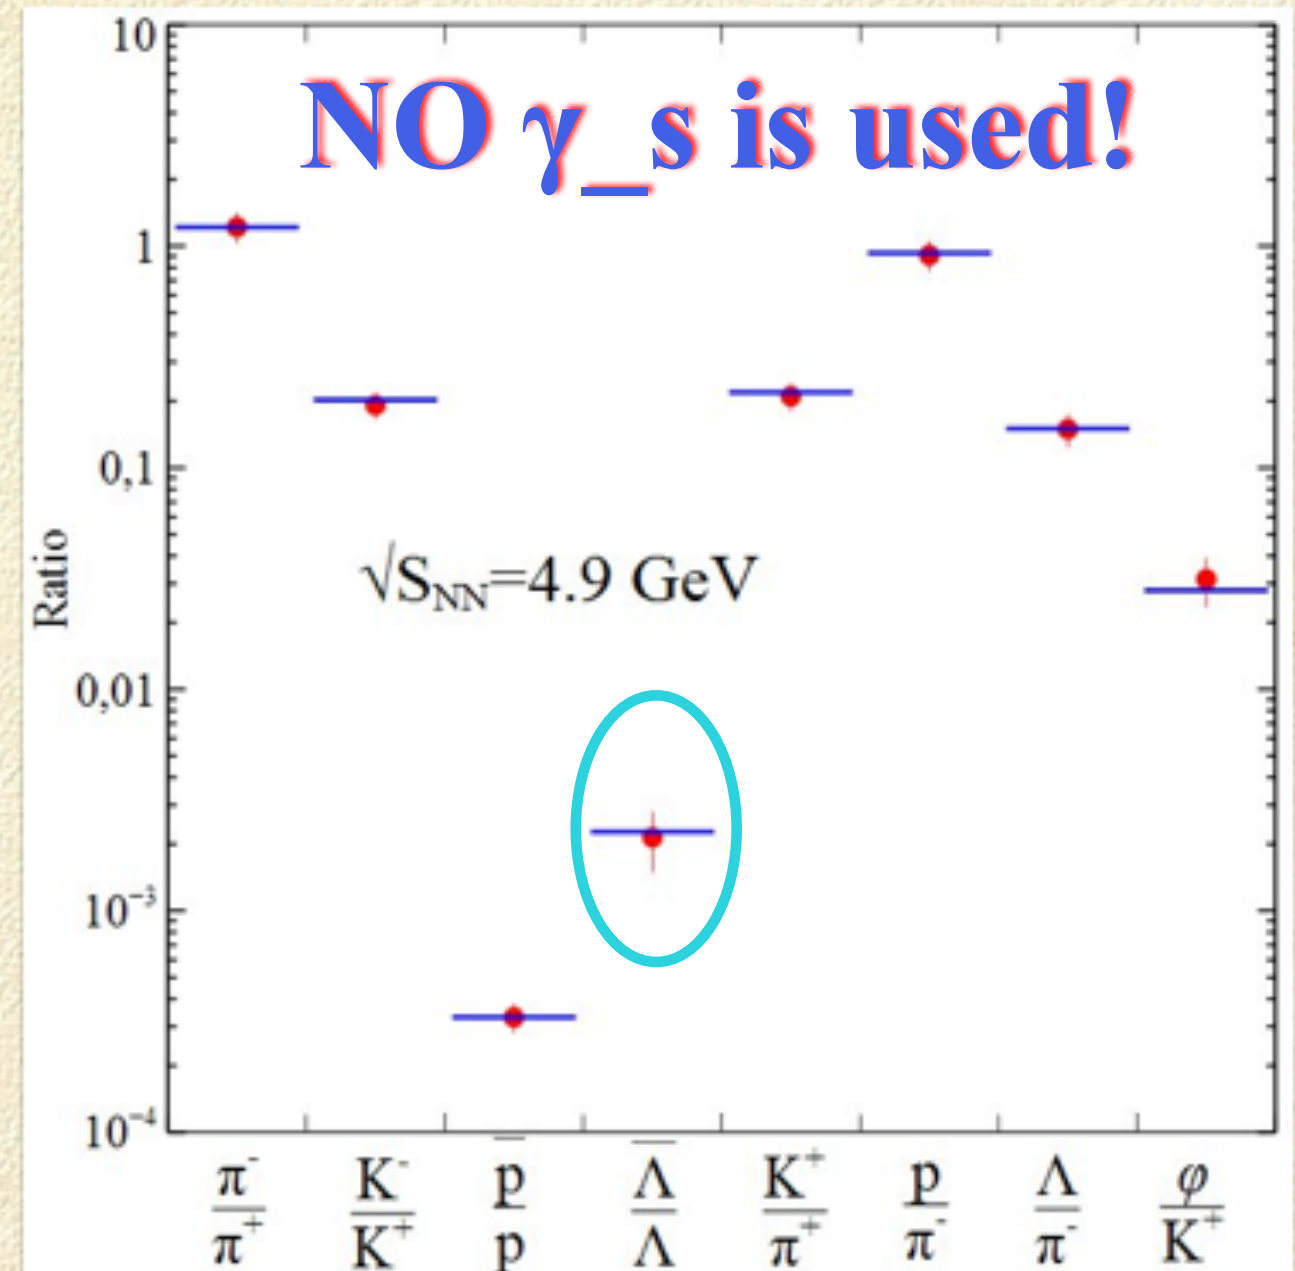 NO γ_s is used!
10
1
0,1
0,01
10⁻³
10⁻⁴
Ratio
√S_NN=4.9 GeV
π⁻/π⁺
K⁻/K⁺
p̅/p
Λ̅/Λ
K⁺/π⁺
p/π⁻
Λ/π⁻
φ/K⁺